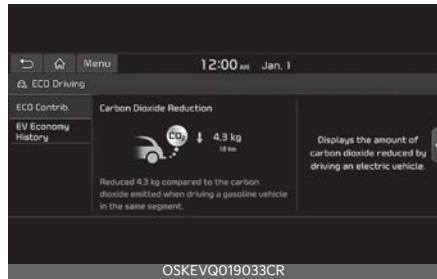 Menu
12:00 AM Jan. 1
ECO Driving
ECO Contrib.
EV Economy
History
Carbon Dioxide Reduction
CO₂
4.3 kg
18 km
Reduced 4.3 kg compared to the carbon
dioxide emitted when driving a gasoline vehicle
in the same segment.
Displays the amount of
carbon dioxide reduced by
driving an electric vehicle.
OSKEVQ019033CR